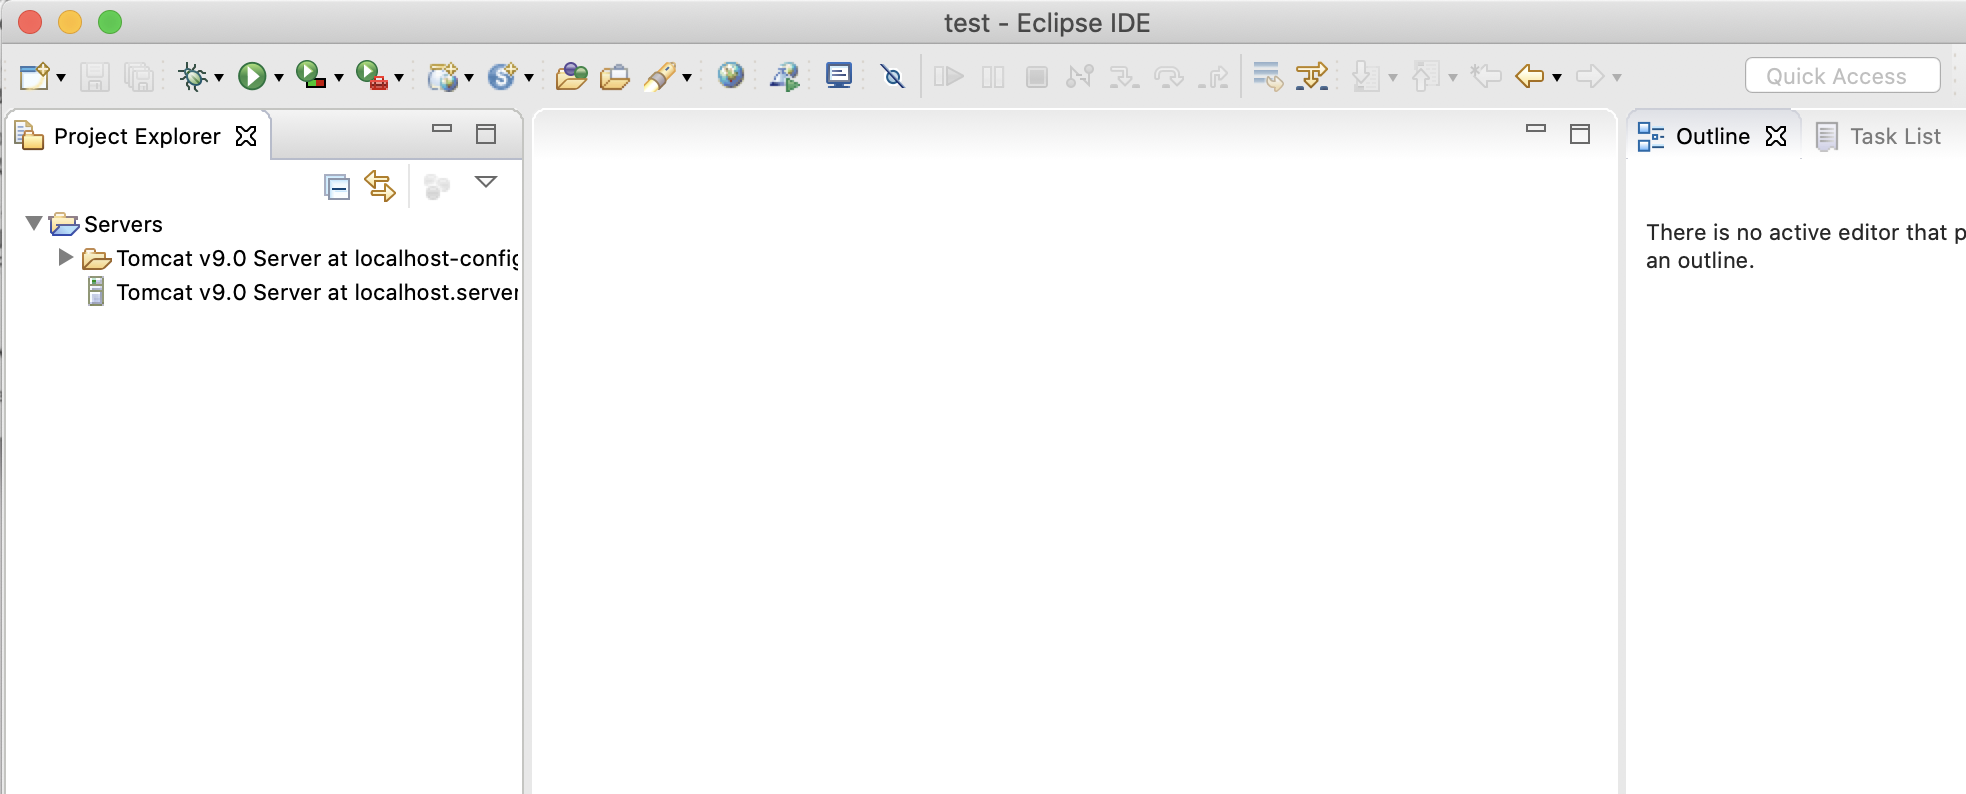 test - Eclipse IDE
Quick Access
Project Explorer
Outline
Task List
Servers
Tomcat v9.0 Server at localhost-config
Tomcat v9.0 Server at localhost.server
There is no active editor that p
an outline.